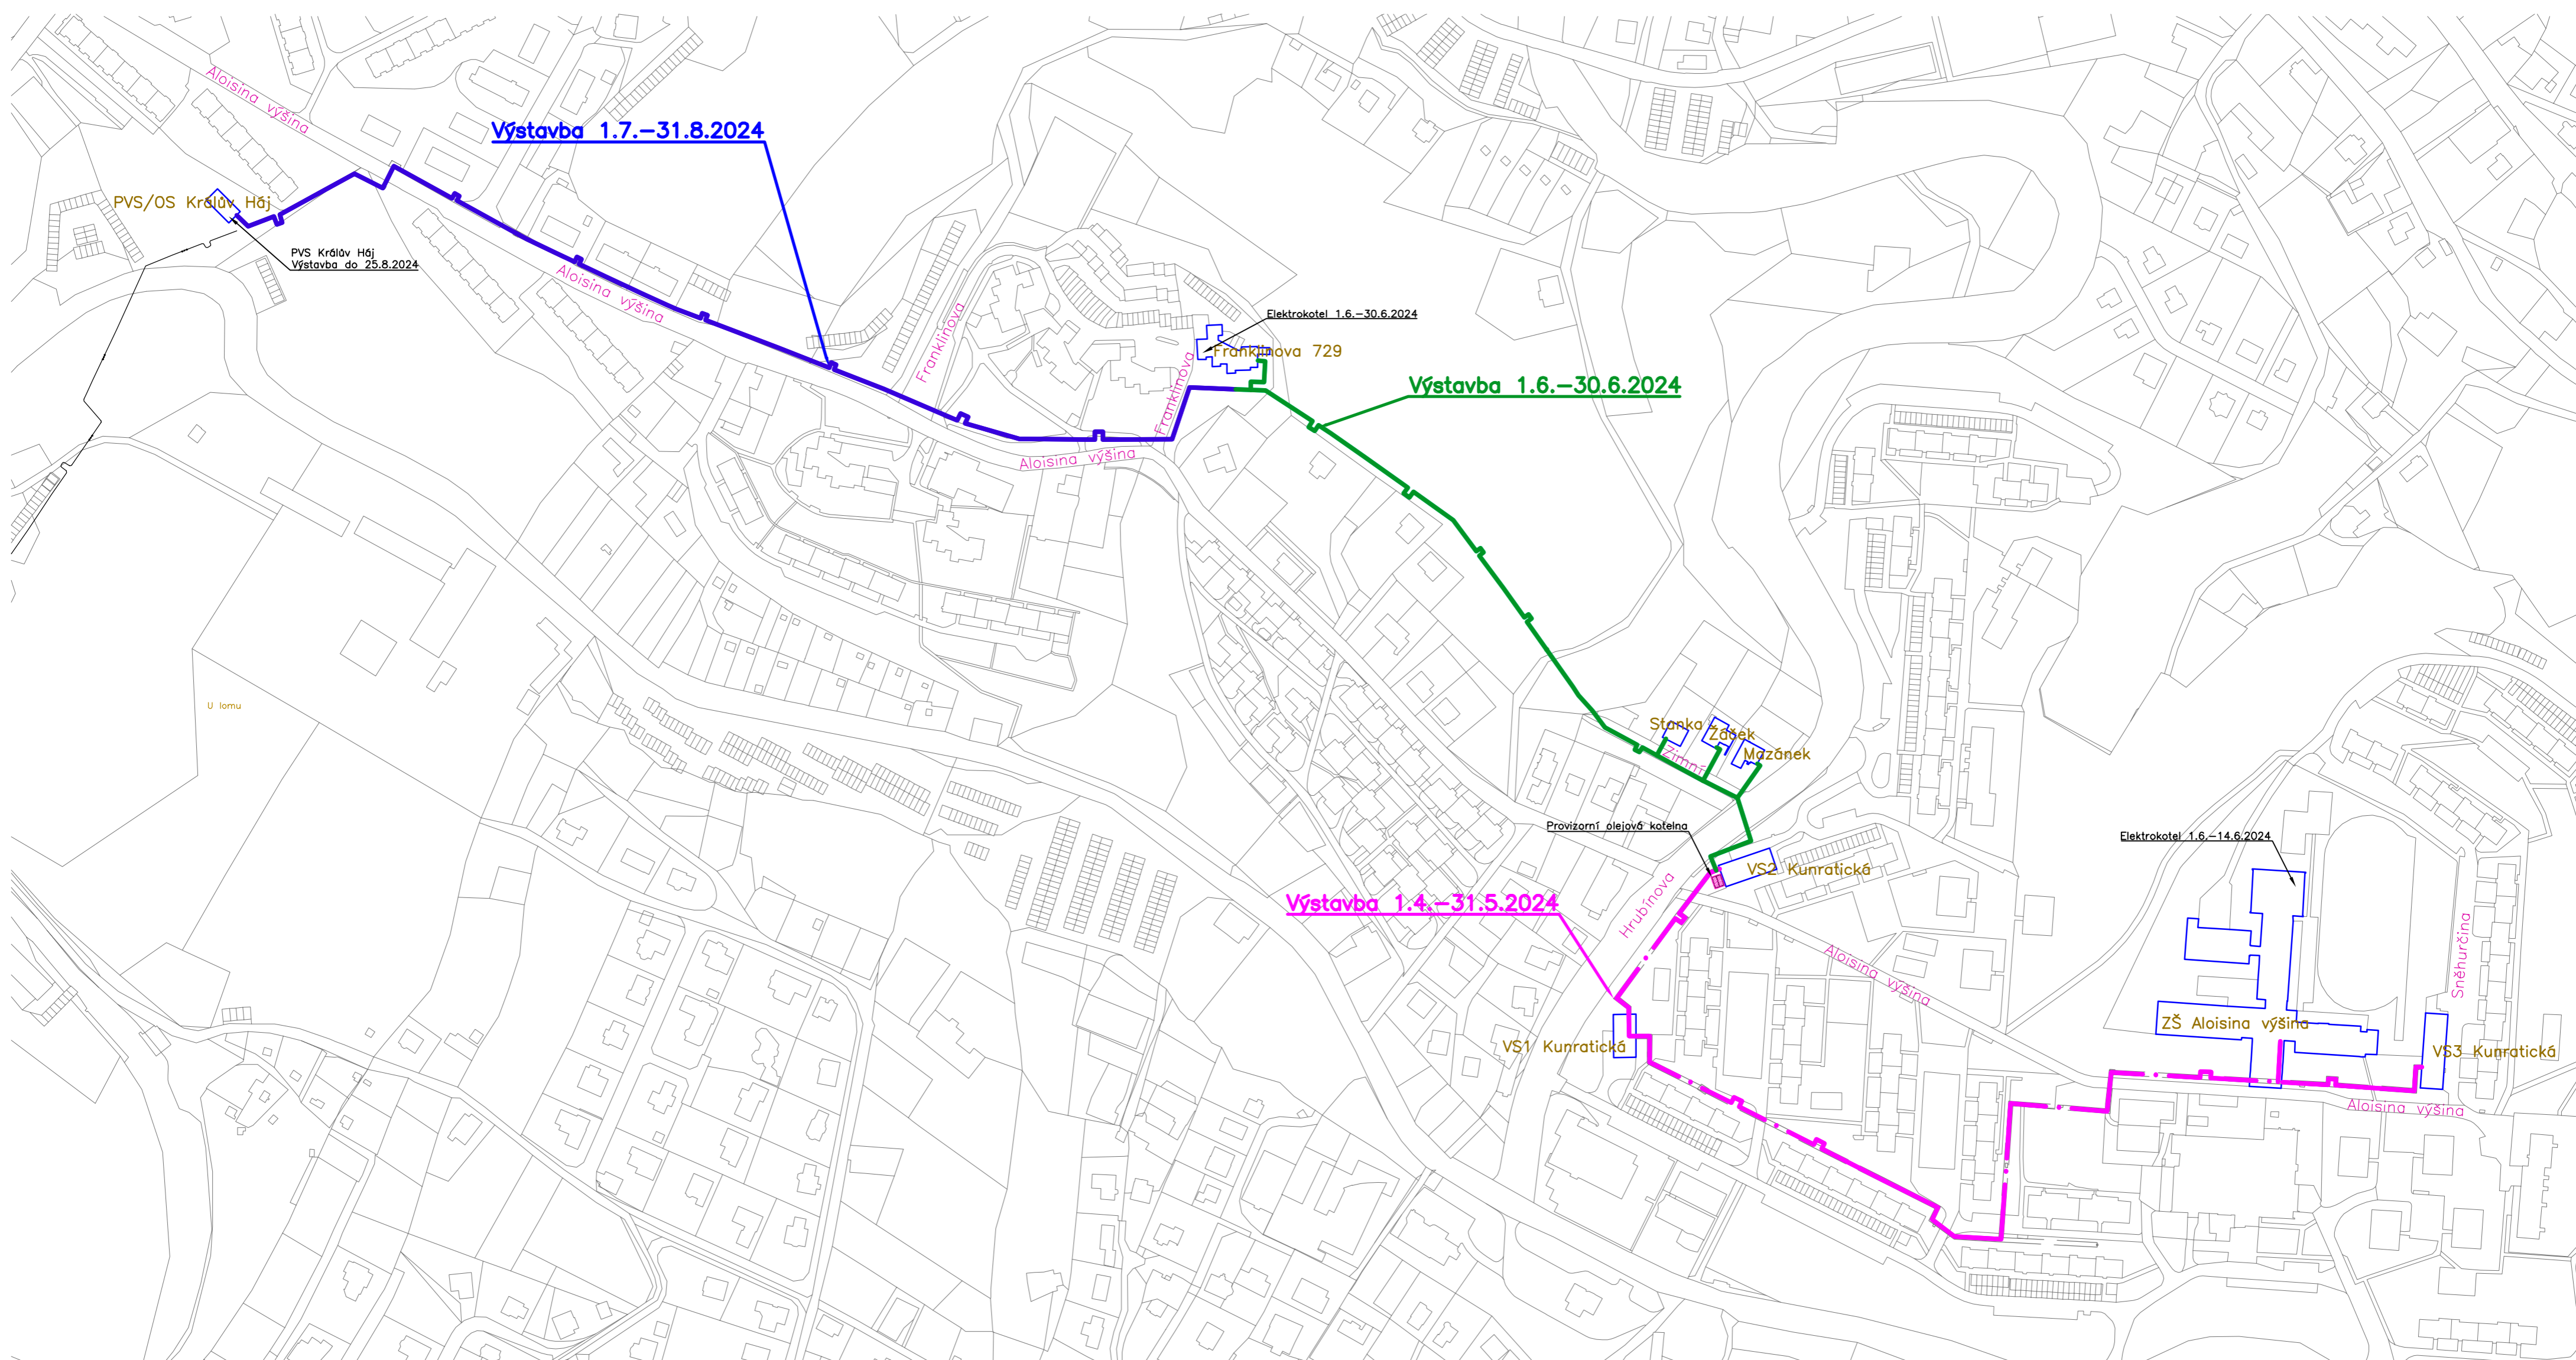 Aloisina výšina
Výstavba 1.7.–31.8.2024
PVS/OS Králův Háj
PVS Králův Háj
Výstavba do 25.8.2024
Aloisina výšina
Franklinova
Elektrokotel 1.6.–30.6.2024
Franklinova 729
Franklinova
Výstavba 1.6.–30.6.2024
Aloisina výšina
U lomu
Stanka
Žáček
Mazánek
Zimní
Provizorní olejová kotelna
Elektrokotel 1.6.–14.6.2024
VS2 Kunratická
Výstavba 1.4.–31.5.2024
Hrubínova
Aloisina výšina
Sněhurčina
ZŠ Aloisina výšina
VS1 Kunratická
VS3 Kunratická
Aloisina výšina